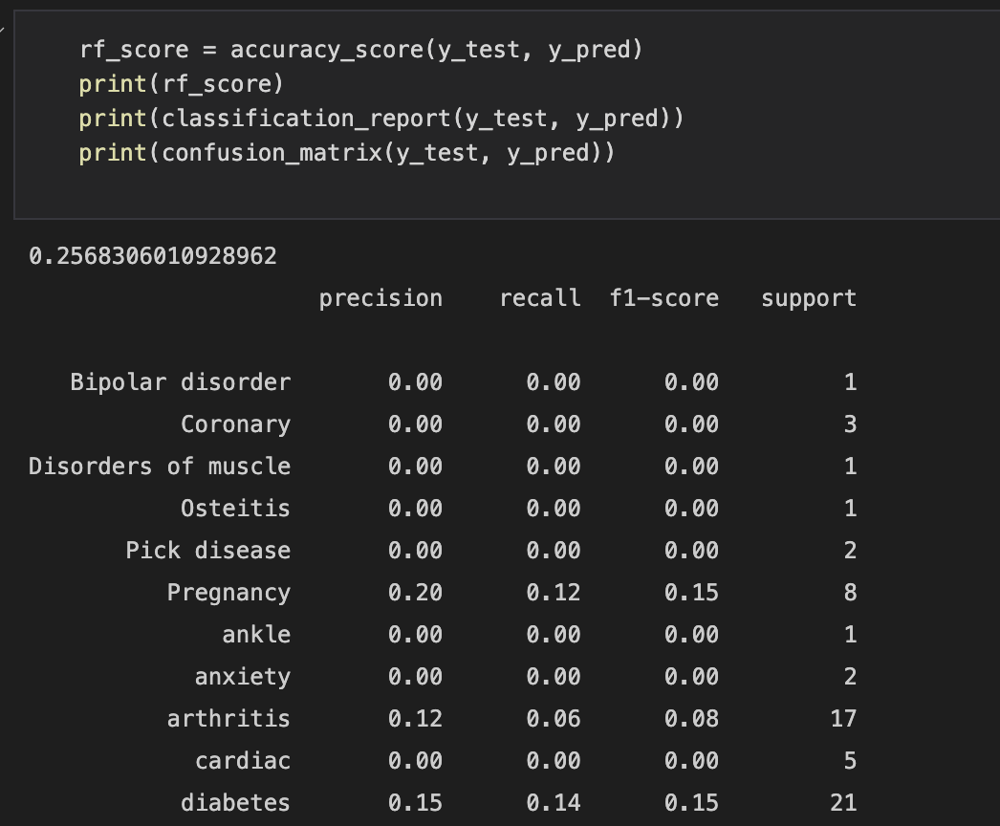 rf_score = accuracy_score(y_test, y_pred)
print(rf_score)
print(classification_report(y_test, y_pred))
print(confusion_matrix(y_test, y_pred))
0.2568306010928962
precision recall f1-score support
Bipolar disorder 0.00 0.00 0.00 1
Coronary 0.00 0.00 0.00 3
Disorders of muscle 0.00 0.00 0.00 1
Osteitis 0.00 0.00 0.00 1
Pick disease 0.00 0.00 0.00 2
Pregnancy 0.20 0.12 0.15 8
ankle 0.00 0.00 0.00 1
anxiety 0.00 0.00 0.00 2
arthritis 0.12 0.06 0.08 17
cardiac 0.00 0.00 0.00 5
diabetes 0.15 0.14 0.15 21